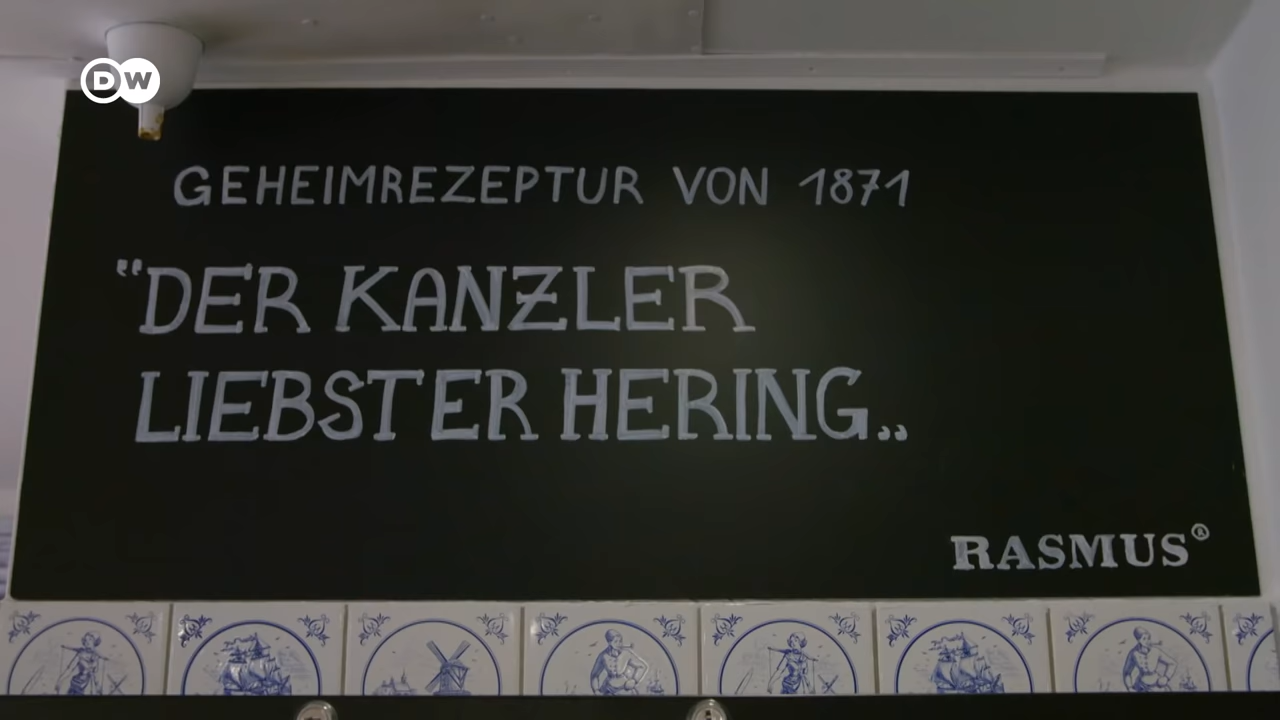 DW
GEHEIMREZEPTUR VON 1871
"DER KANZLER
LIEBSTER HERING„
RASMUS®